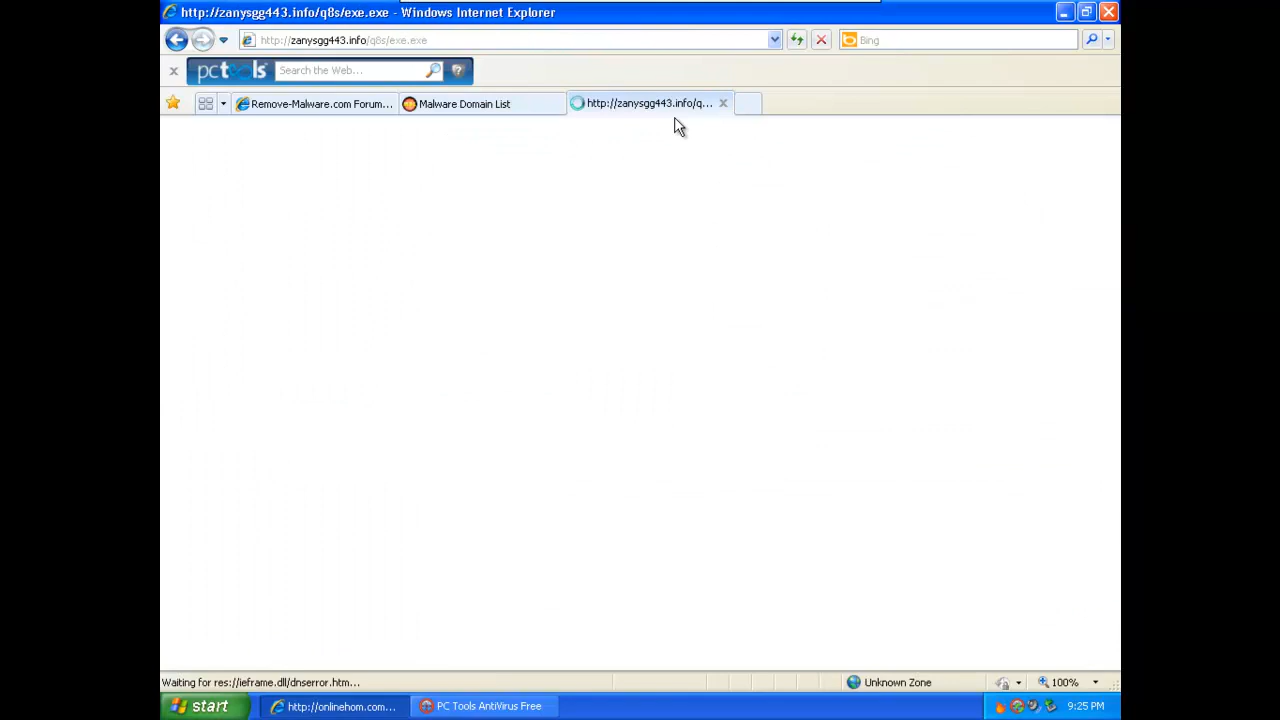 http://zanysgg443.info/q8s/exe.exe - Windows Internet Explorer
http://zanysgg443.info/q8s/exe.exe
Bing
pctools
Search the Web...
?
Remove-Malware.com Forum...
Malware Domain List
http://zanysgg443.info/q...
Waiting for res://ieframe.dll/dnserror.htm...
Unknown Zone
100%
start
http://onlinehom.com...
PC Tools AntiVirus Free
9:25 PM